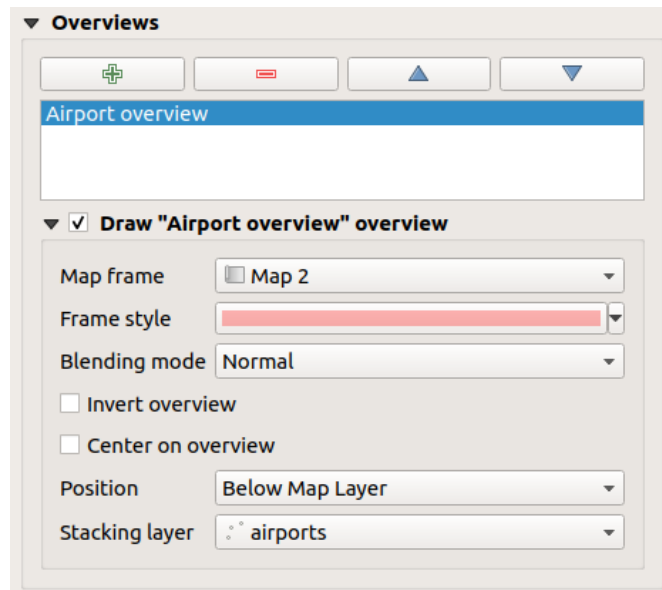 Overviews
Airport overview
Draw "Airport overview" overview
Map frame Map 2
Frame style
Blending mode Normal
Invert overview
Center on overview
Position Below Map Layer
Stacking layer airports